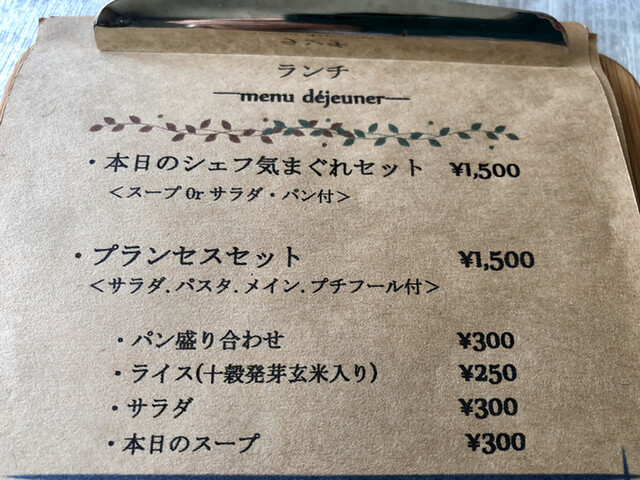 ランチ
menu déjeuner
・本日のシェフ気まぐれセット ¥1,500
＜スープ Or サラダ・パン付＞
・プランセスセット ¥1,500
＜サラダ.パスタ.メイン.プチフール付＞
・パン盛り合わせ ¥300
・ライス(十穀発芽玄米入り) ¥250
・サラダ ¥300
・本日のスープ ¥300